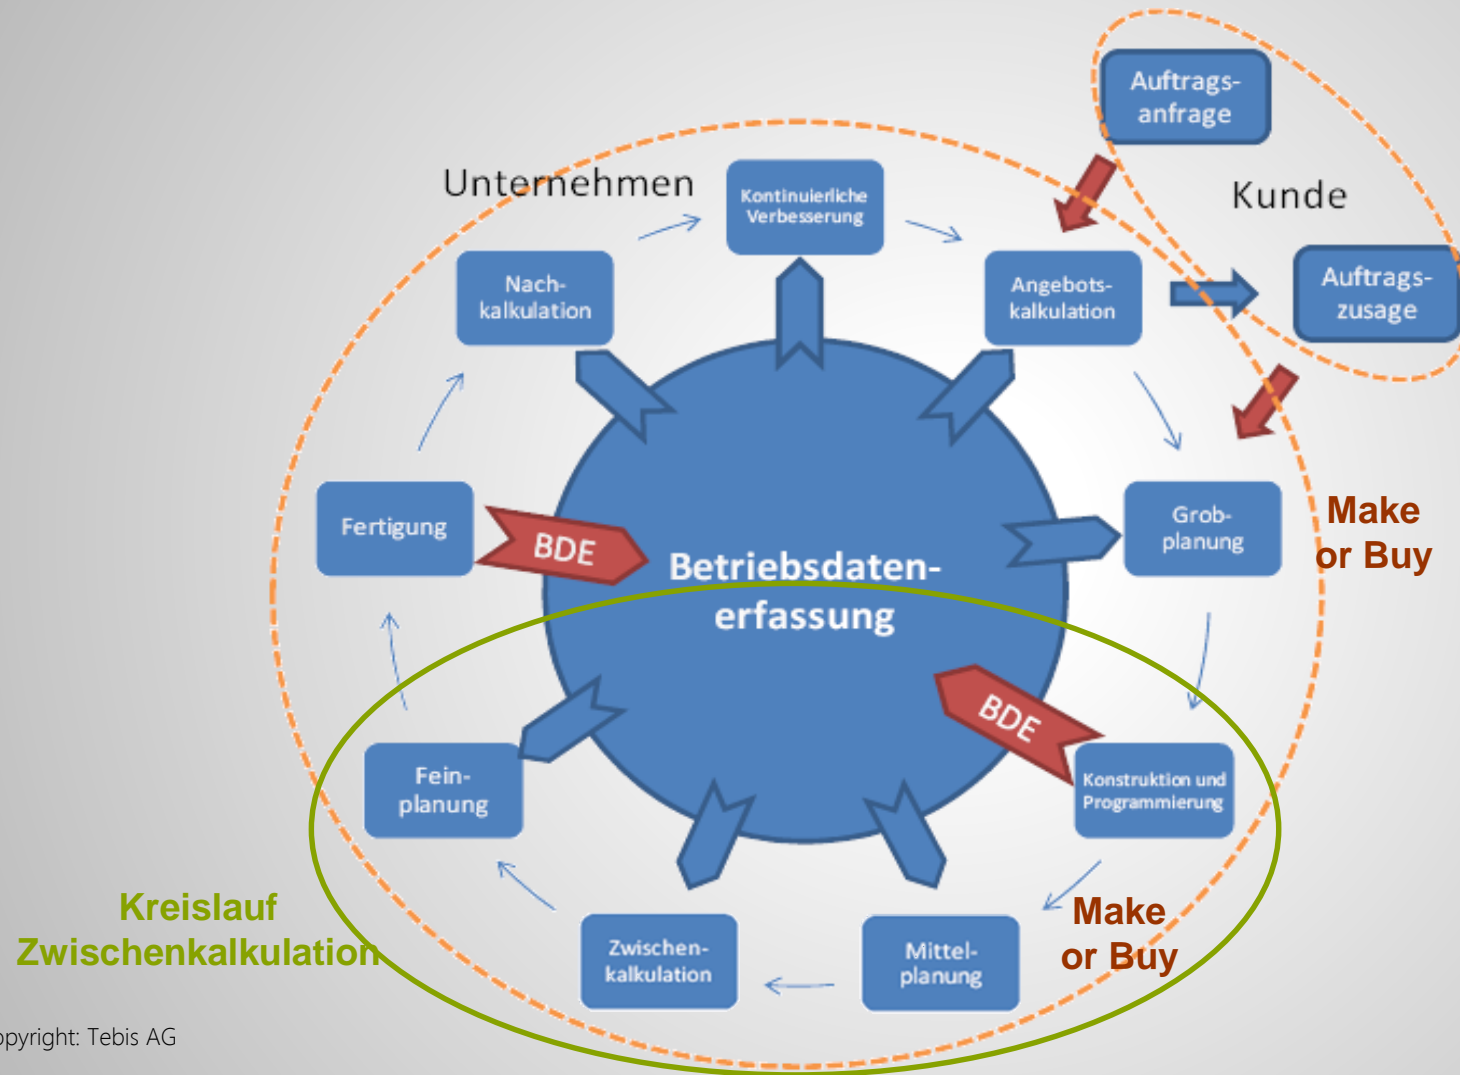 Auftrags-
anfrage
Unternehmen
Kontinuierliche
Verbesserung
Kunde
Nach-
kalkulation
Angebots-
kalkulation
Auftrags-
zusage
Fertigung
BDE
Betriebsdaten-
erfassung
Grob-
planung
Make
or Buy
BDE
Fein-
planung
Konstruktion und
Programmierung
Kreislauf
Zwischenkalkulation
Zwischen-
kalkulation
Mittel-
planung
Make
or Buy
opyright: Tebis AG